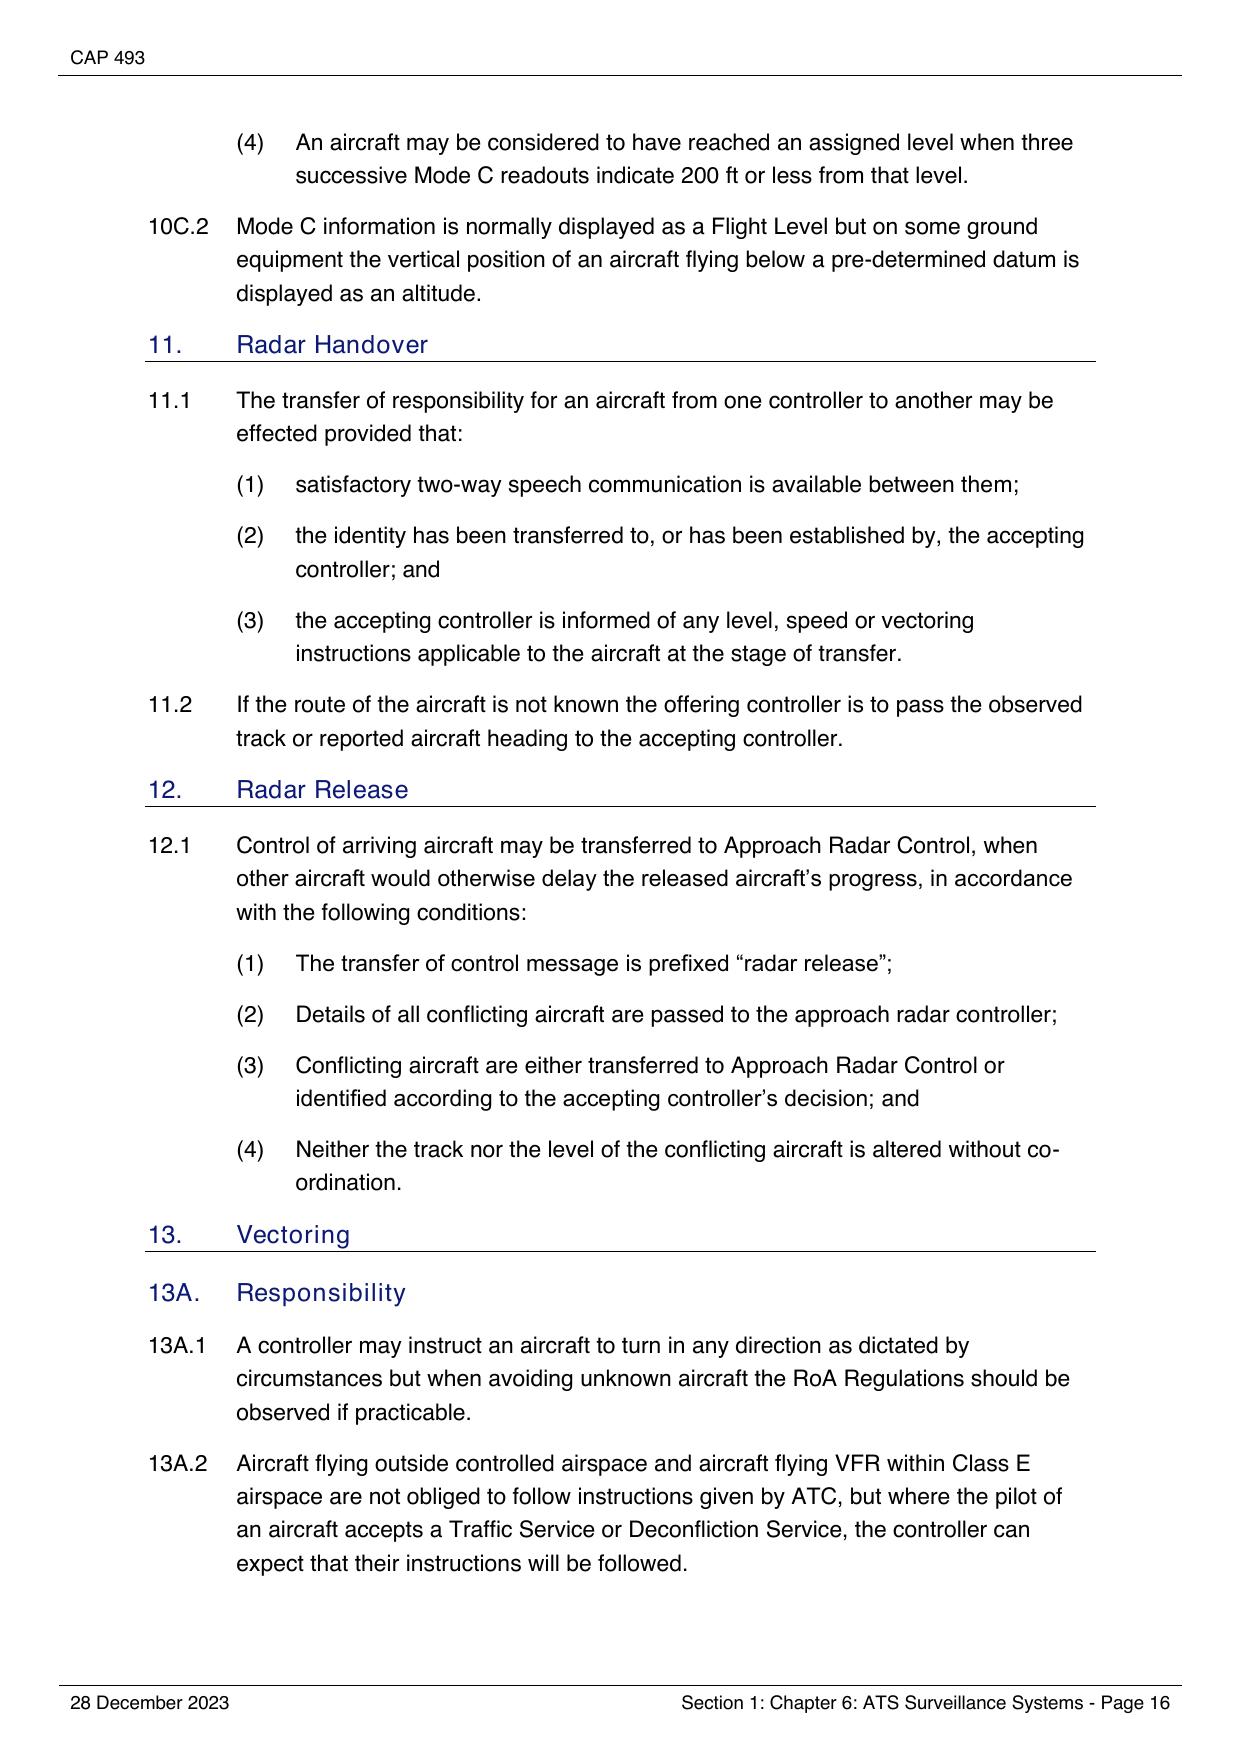 CAP 493
(4) An aircraft may be considered to have reached an assigned level when three
successive Mode C readouts indicate 200 ft or less from that level.
10C.2 Mode C information is normally displayed as a Flight Level but on some ground
equipment the vertical position of an aircraft flying below a pre-determined datum is
displayed as an altitude.
11. Radar Handover
11.1 The transfer of responsibility for an aircraft from one controller to another may be
effected provided that:
(1) satisfactory two-way speech communication is available between them;
(2) the identity has been transferred to, or has been established by, the accepting
controller; and
(3) the accepting controller is informed of any level, speed or vectoring
instructions applicable to the aircraft at the stage of transfer.
11.2 If the route of the aircraft is not known the offering controller is to pass the observed
track or reported aircraft heading to the accepting controller.
12. Radar Release
12.1 Control of arriving aircraft may be transferred to Approach Radar Control, when
other aircraft would otherwise delay the released aircraft’s progress, in accordance
with the following conditions:
(1) The transfer of control message is prefixed “radar release”;
(2) Details of all conflicting aircraft are passed to the approach radar controller;
(3) Conflicting aircraft are either transferred to Approach Radar Control or
identified according to the accepting controller’s decision; and
(4) Neither the track nor the level of the conflicting aircraft is altered without co-
ordination.
13. Vectoring
13A. Responsibility
13A.1 A controller may instruct an aircraft to turn in any direction as dictated by
circumstances but when avoiding unknown aircraft the RoA Regulations should be
observed if practicable.
13A.2 Aircraft flying outside controlled airspace and aircraft flying VFR within Class E
airspace are not obliged to follow instructions given by ATC, but where the pilot of
an aircraft accepts a Traffic Service or Deconfliction Service, the controller can
expect that their instructions will be followed.
28 December 2023 Section 1: Chapter 6: ATS Surveillance Systems - Page 16